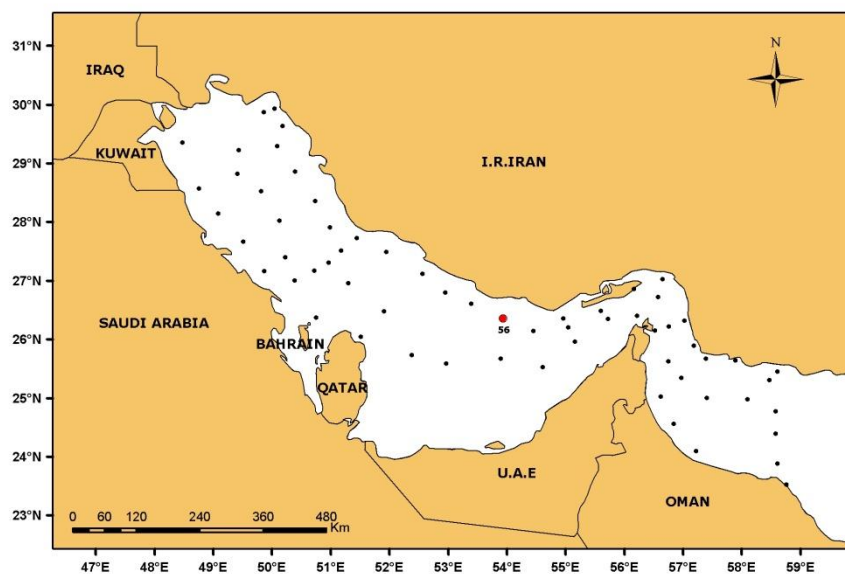 31°N
30°N
29°N
28°N
27°N
26°N
25°N
24°N
23°N
N
IRAQ
KUWAIT
I.R.IRAN
SAUDI ARABIA
BAHRAIN
QATAR
56
U.A.E
OMAN
0 60 120 240 360 480
Km
47°E 48°E 49°E 50°E 51°E 52°E 53°E 54°E 55°E 56°E 57°E 58°E 59°E